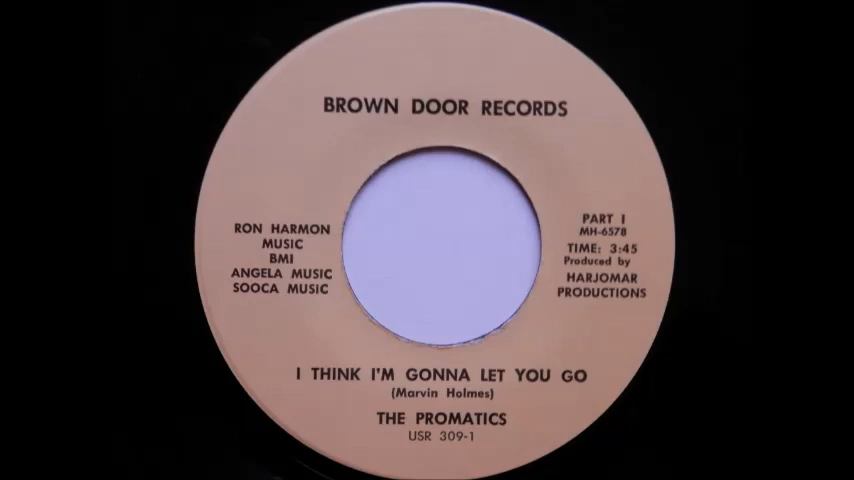 BROWN DOOR RECORDS
RON HARMON
MUSIC
BMI
ANGELA MUSIC
SOOCA MUSIC
PART I
MH-6578
TIME: 3:45
Produced by
HARJOMAR
PRODUCTIONS
I THINK I'M GONNA LET YOU GO
(Marvin Holmes)
THE PROMATICS
USR 309-1